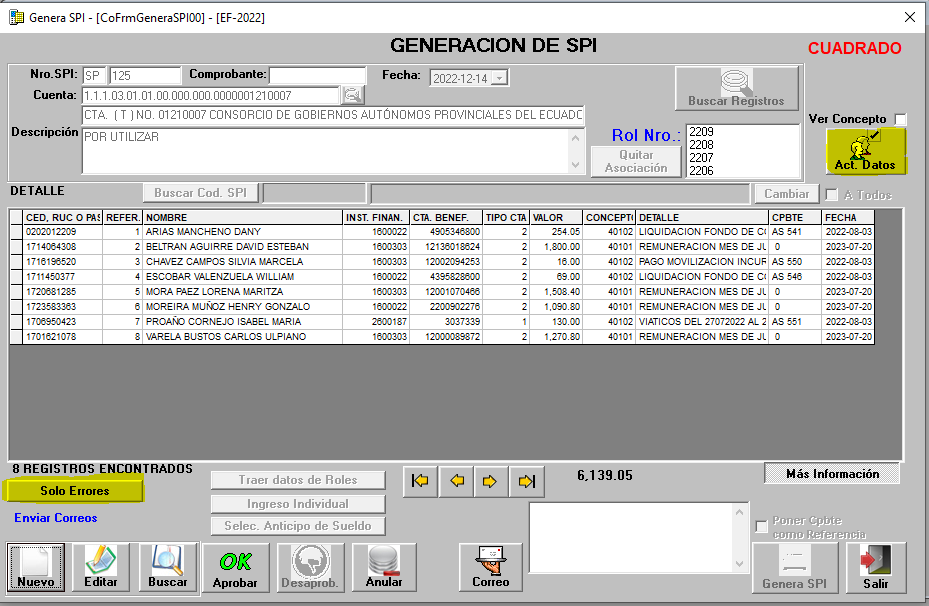 Genera SPI - [CoFrmGeneraSPI00] - [EF-2022]
GENERACION DE SPI
CUADRADO
Nro.SPI: SP 125 Comprobante: Fecha: 2022-12-14
Buscar Registros
Cuenta: 1.1.1.03.01.01.00.000.000.0000001210007
CTA. ( T ) NO. 01210007 CONSORCIO DE GOBIERNOS AUTÓNOMOS PROVINCIALES DEL ECUADO
Ver Concepto
Descripción POR UTILIZAR
Rol Nro.: 2209
2208
2207
2206
Quitar Asociación
Act. Datos
DETALLE Buscar Cod. SPI Cambiar A Todos
CED, RUC O PAS REFER. NOMBRE INST. FINAN. CTA. BENEF. TIPO CTA VALOR CONCEPTO DETALLE CPBTE FECHA
0202012209 1 ARIAS MANCHENO DANY 1600022 4905346800 2 254.05 40102 LIQUIDACION FONDO DE CO AS 541 2022-08-03
1714064308 2 BELTRAN AGUIRRE DAVID ESTEBAN 1600303 12136018624 2 1,800.00 40101 REMUNERACION MES DE JU 0 2023-07-20
1716196520 3 CHAVEZ CAMPOS SILVIA MARCELA 1600303 12002094253 2 16.00 40102 PAGO MOVILIZACION INCUR AS 550 2022-08-03
1711450377 4 ESCOBAR VALENZUELA WILLIAM 1600022 4395828600 2 69.00 40102 LIQUIDACION FONDO DE CO AS 546 2022-08-03
1720681285 5 MORA PAEZ LORENA MARITZA 1600303 12001070466 2 1,508.40 40101 REMUNERACION MES DE JU 0 2023-07-20
1723583363 6 MOREIRA MUÑOZ HENRY GONZALO 1600022 2200902276 2 1,090.80 40101 REMUNERACION MES DE JU 0 2023-07-20
1706950423 7 PROAÑO CORNEJO ISABEL MARIA 2600187 3037339 1 130.00 40102 VIATICOS DEL 27072022 AL 2 AS 551 2022-08-03
1701621078 8 VARELA BUSTOS CARLOS ULPIANO 1600303 12000089872 2 1,270.80 40101 REMUNERACION MES DE JU 0 2023-07-20
8 REGISTROS ENCONTRADOS
Solo Errores
Enviar Correos
Traer datos de Roles
Ingreso Individual
Selec. Anticipo de Sueldo
6,139.05
Más Información
Poner Cpbte
como Referencia
Nuevo Editar Buscar OK Aprobar Desaprob. Anular Correo Genera SPI Salir